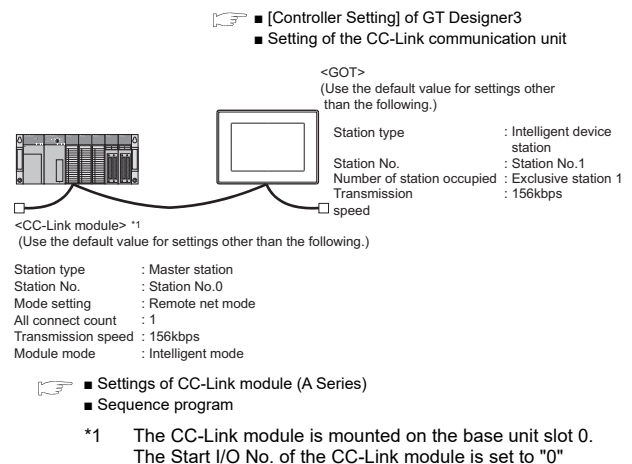 ■ [Controller Setting] of GT Designer3
■ Setting of the CC-Link communication unit
<GOT>
(Use the default value for settings other
than the following.)
Station type : Intelligent device
station
Station No. : Station No.1
Number of station occupied : Exclusive station 1
Transmission : 156kbps
speed
<CC-Link module> *1
(Use the default value for settings other than the following.)
Station type : Master station
Station No. : Station No.0
Mode setting : Remote net mode
All connect count : 1
Transmission speed : 156kbps
Module mode : Intelligent mode
■ Settings of CC-Link module (A Series)
■ Sequence program
*1 The CC-Link module is mounted on the base unit slot 0.
The Start I/O No. of the CC-Link module is set to "0"